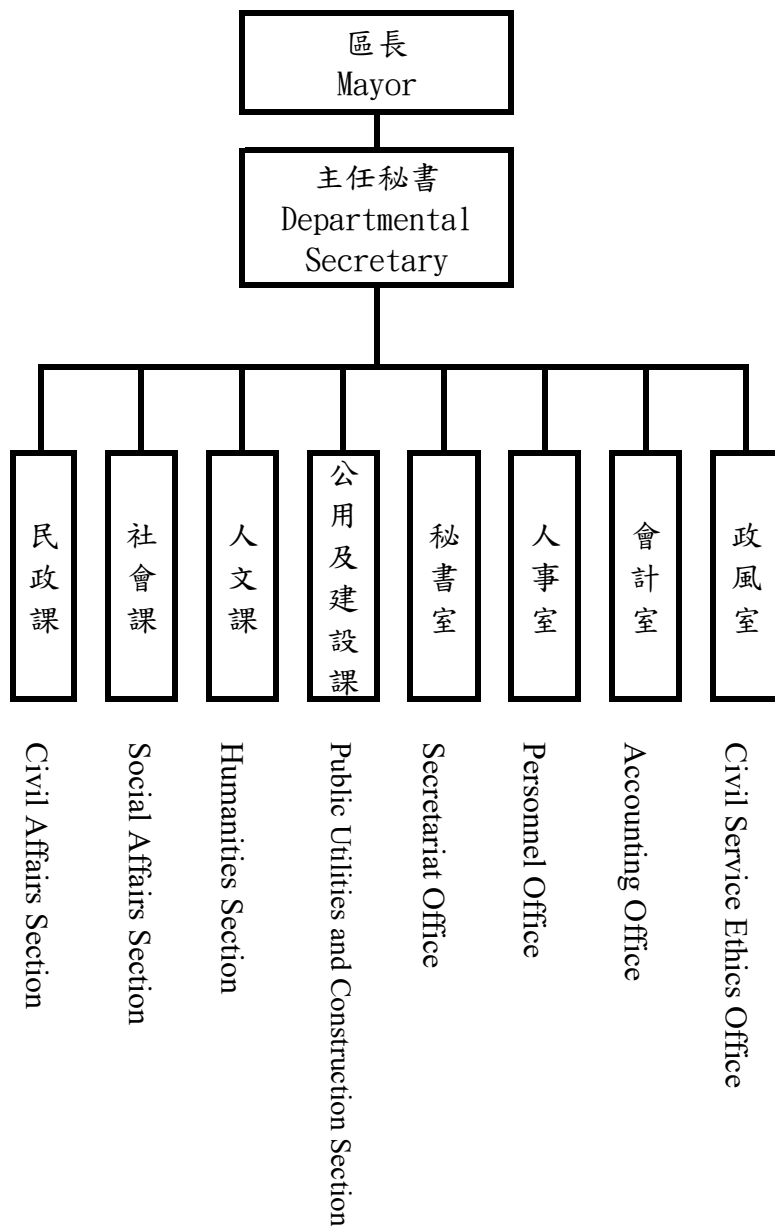 區長
Mayor
主任秘書
Departmental
Secretary
民政課
社會課
人文課
公用及建設課
秘書室
人事室
會計室
政風室
Civil Affairs Section
Social Affairs Section
Humanities Section
Public Utilities and Construction Section
Secretariat Office
Personnel Office
Accounting Office
Civil Service Ethics Office